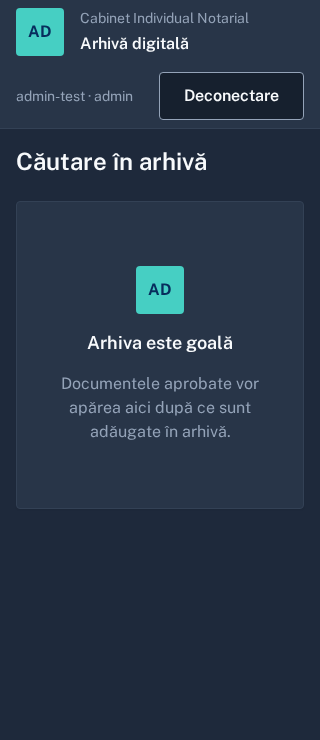 AD
Cabinet Individual Notarial
Arhivă digitală
admin-test · admin
Deconectare
Căutare în arhivă
AD
Arhiva este goală
Documentele aprobate vor
apărea aici după ce sunt
adăugate în arhivă.